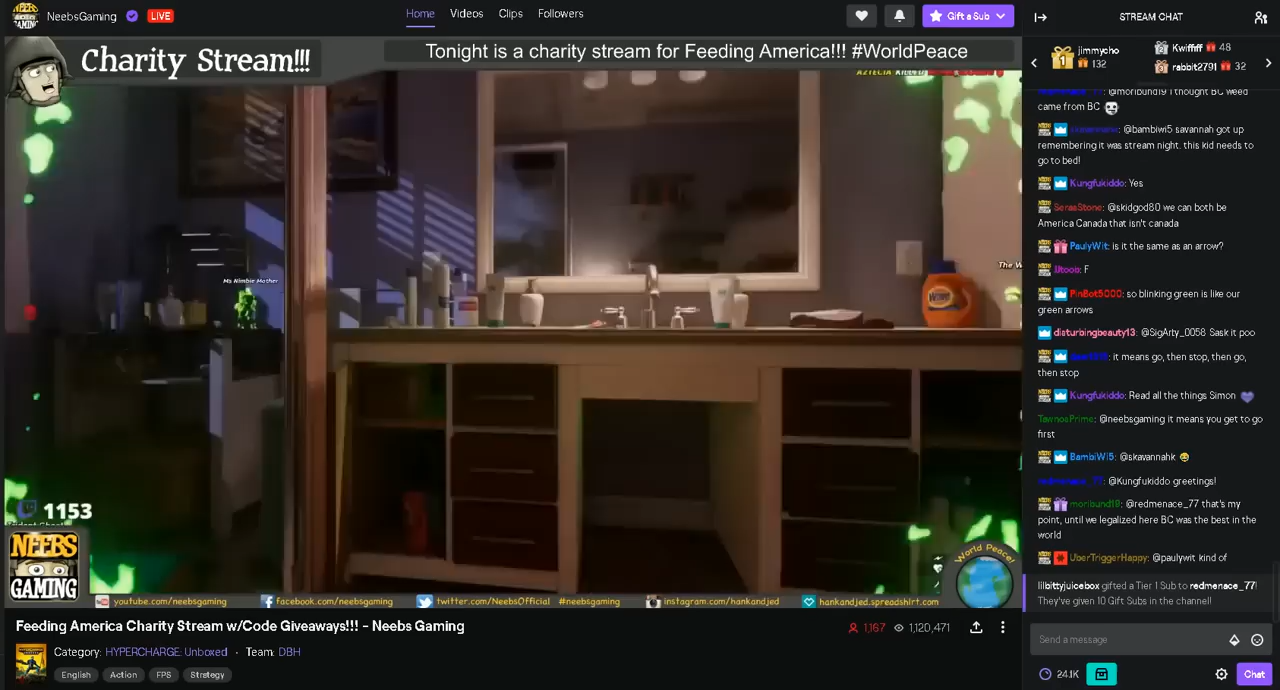 NeebsGaming
LIVE
Home
Videos
Clips
Followers
Gift a Sub
STREAM CHAT
Charity Stream!!!
Tonight is a charity stream for Feeding America!!! #WorldPeace
1 jimmycho
132
Kwiffiff 48
rabbit2791 32
@moribund19 I thought BC weed
came from BC
@bambiwi5 savannah got up
remembering it was stream night. this kid needs to
go to bed!
Kungfukiddo: Yes
SerasStone: @skidgod80 we can both be
America Canada that isn't canada
PaulyWit: is it the same as an arrow?
F
PinBot5000: so blinking green is like our
green arrows
disturbingbeauty13: @SigArty_0058 Sask it poo
it means go, then stop, then go,
then stop
Kungfukiddo: Read all the things Simon
TawnoePrime: @neebsgaming it means you get to go
first
BambiWi5: @skavannahk
redmenace_77: @Kungfukiddo greetings!
moribund19: @redmenace_77 that's my
point, until we legalized here BC was the best in the
world
UberTriggerHappy: @paulywit kind of
lilbittyjuicebox gifted a Tier 1 Sub to redmenace_77!
They've given 10 Gift Subs in the channel!
Send a message
24.1K
Chat
Ms Nimble Mother
The W
1153
NEEBS
GAMING
World Peace!
youtube.com/neebsgaming
facebook.com/neebsgaming
twitter.com/NeebsOfficial
#neebsgaming
instagram.com/hankandjed
hankandjed.spreadshirt.com
Feeding America Charity Stream w/Code Giveaways!!! - Neebs Gaming
1,167
1,120,471
Category: HYPERCHARGE: Unboxed · Team: DBH
English
Action
FPS
Strategy